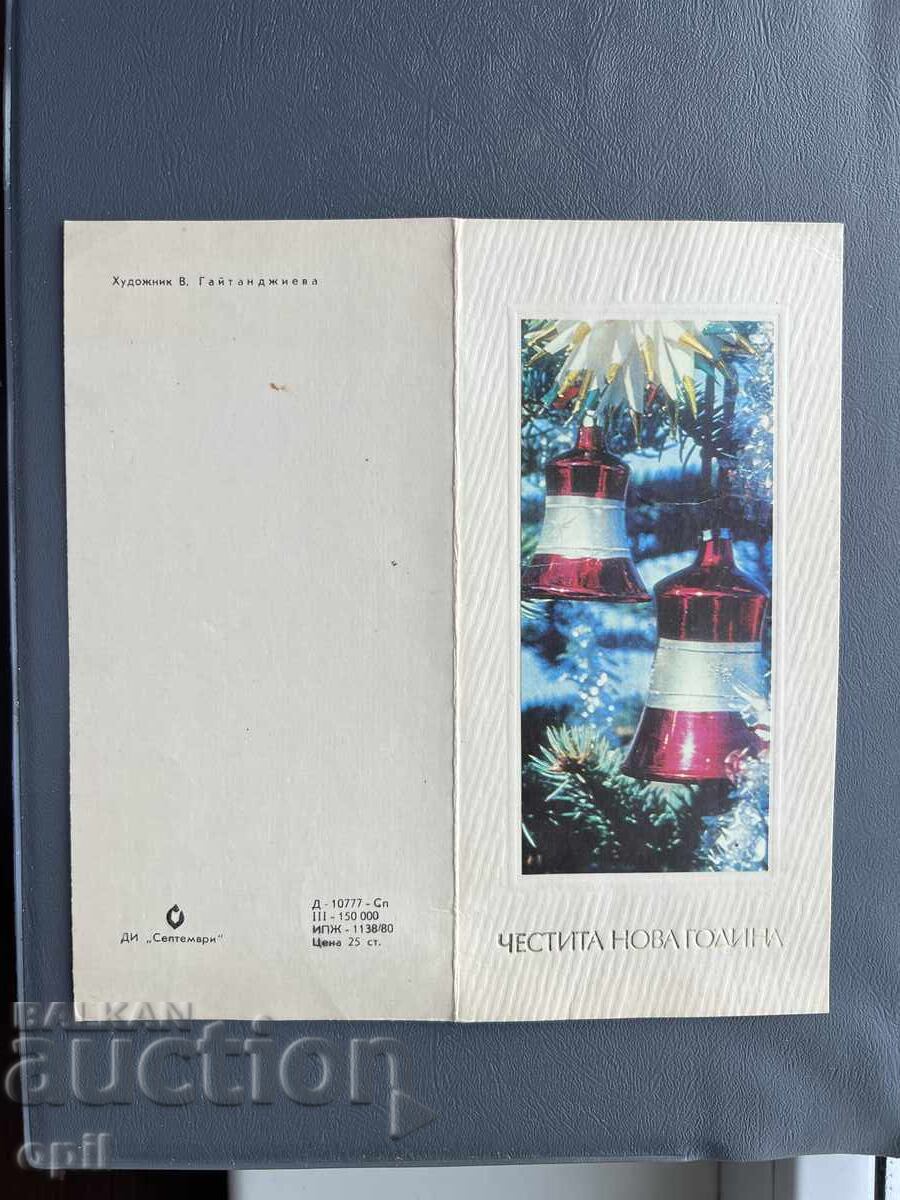 Художник В. Гайтанджиева
ДИ „Септември“
Д - 10777 - Сп
III - 150 000
ИПЖ - 1138/80
Цена 25 ст.
ЧЕСТИТА НОВА ГОДИНА
BALKAN
auction
epil